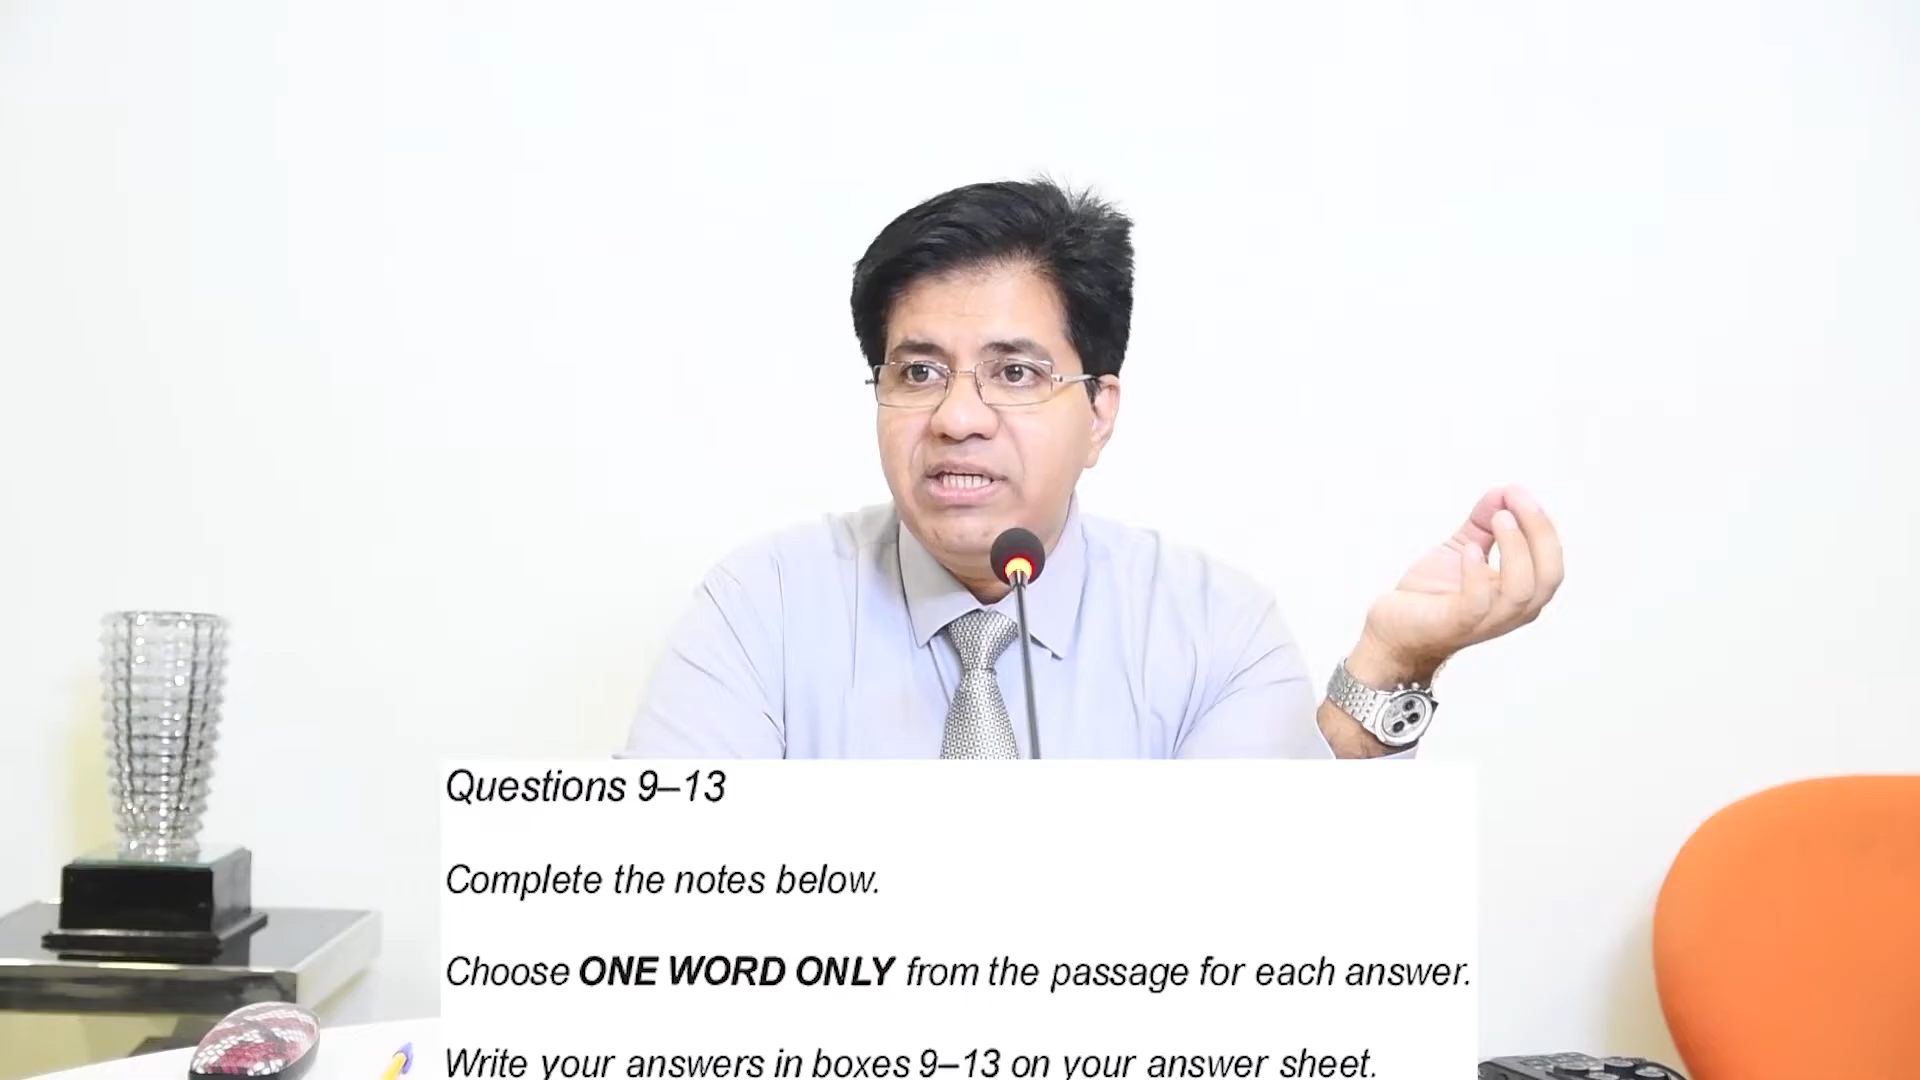 Questions 9–13
Complete the notes below.
Choose ONE WORD ONLY from the passage for each answer.
Write your answers in boxes 9–13 on your answer sheet.